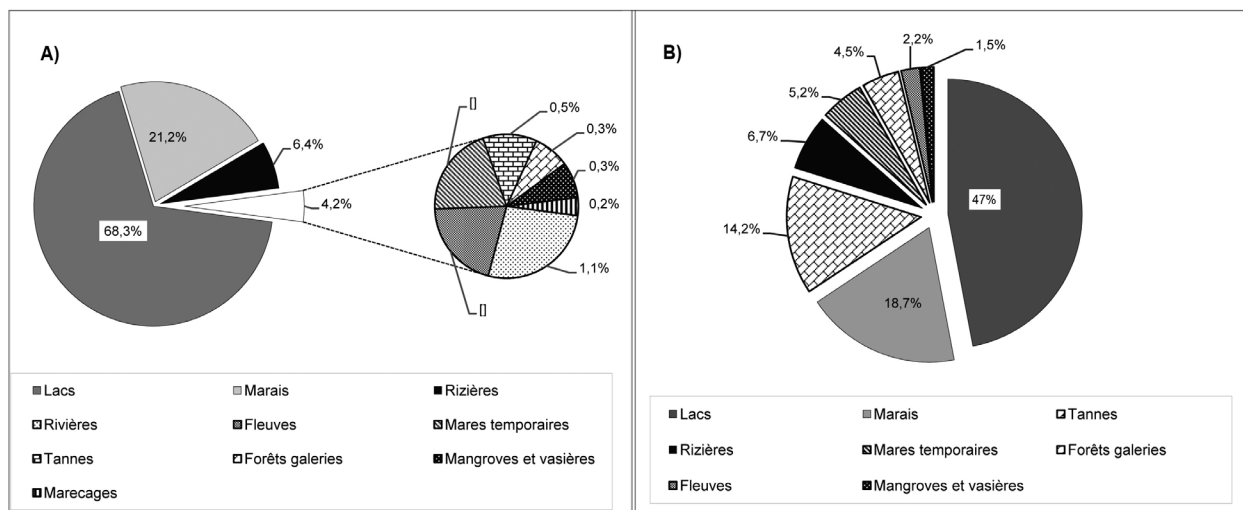 A)
68,3%
21,2%
6,4%
4,2%
[]
0,5%
0,3%
0,3%
0,2%
1,1%
[]
Lacs Marais Rizières
Rivières Fleuves Mares temporaires
Tannes Forêts galeries Mangroves et vasières
Marecages
B)
47%
18,7%
14,2%
6,7%
5,2%
4,5%
2,2%
1,5%
Lacs Marais Tannes
Rizières Mares temporaires Forêts galeries
Fleuves Mangroves et vasières